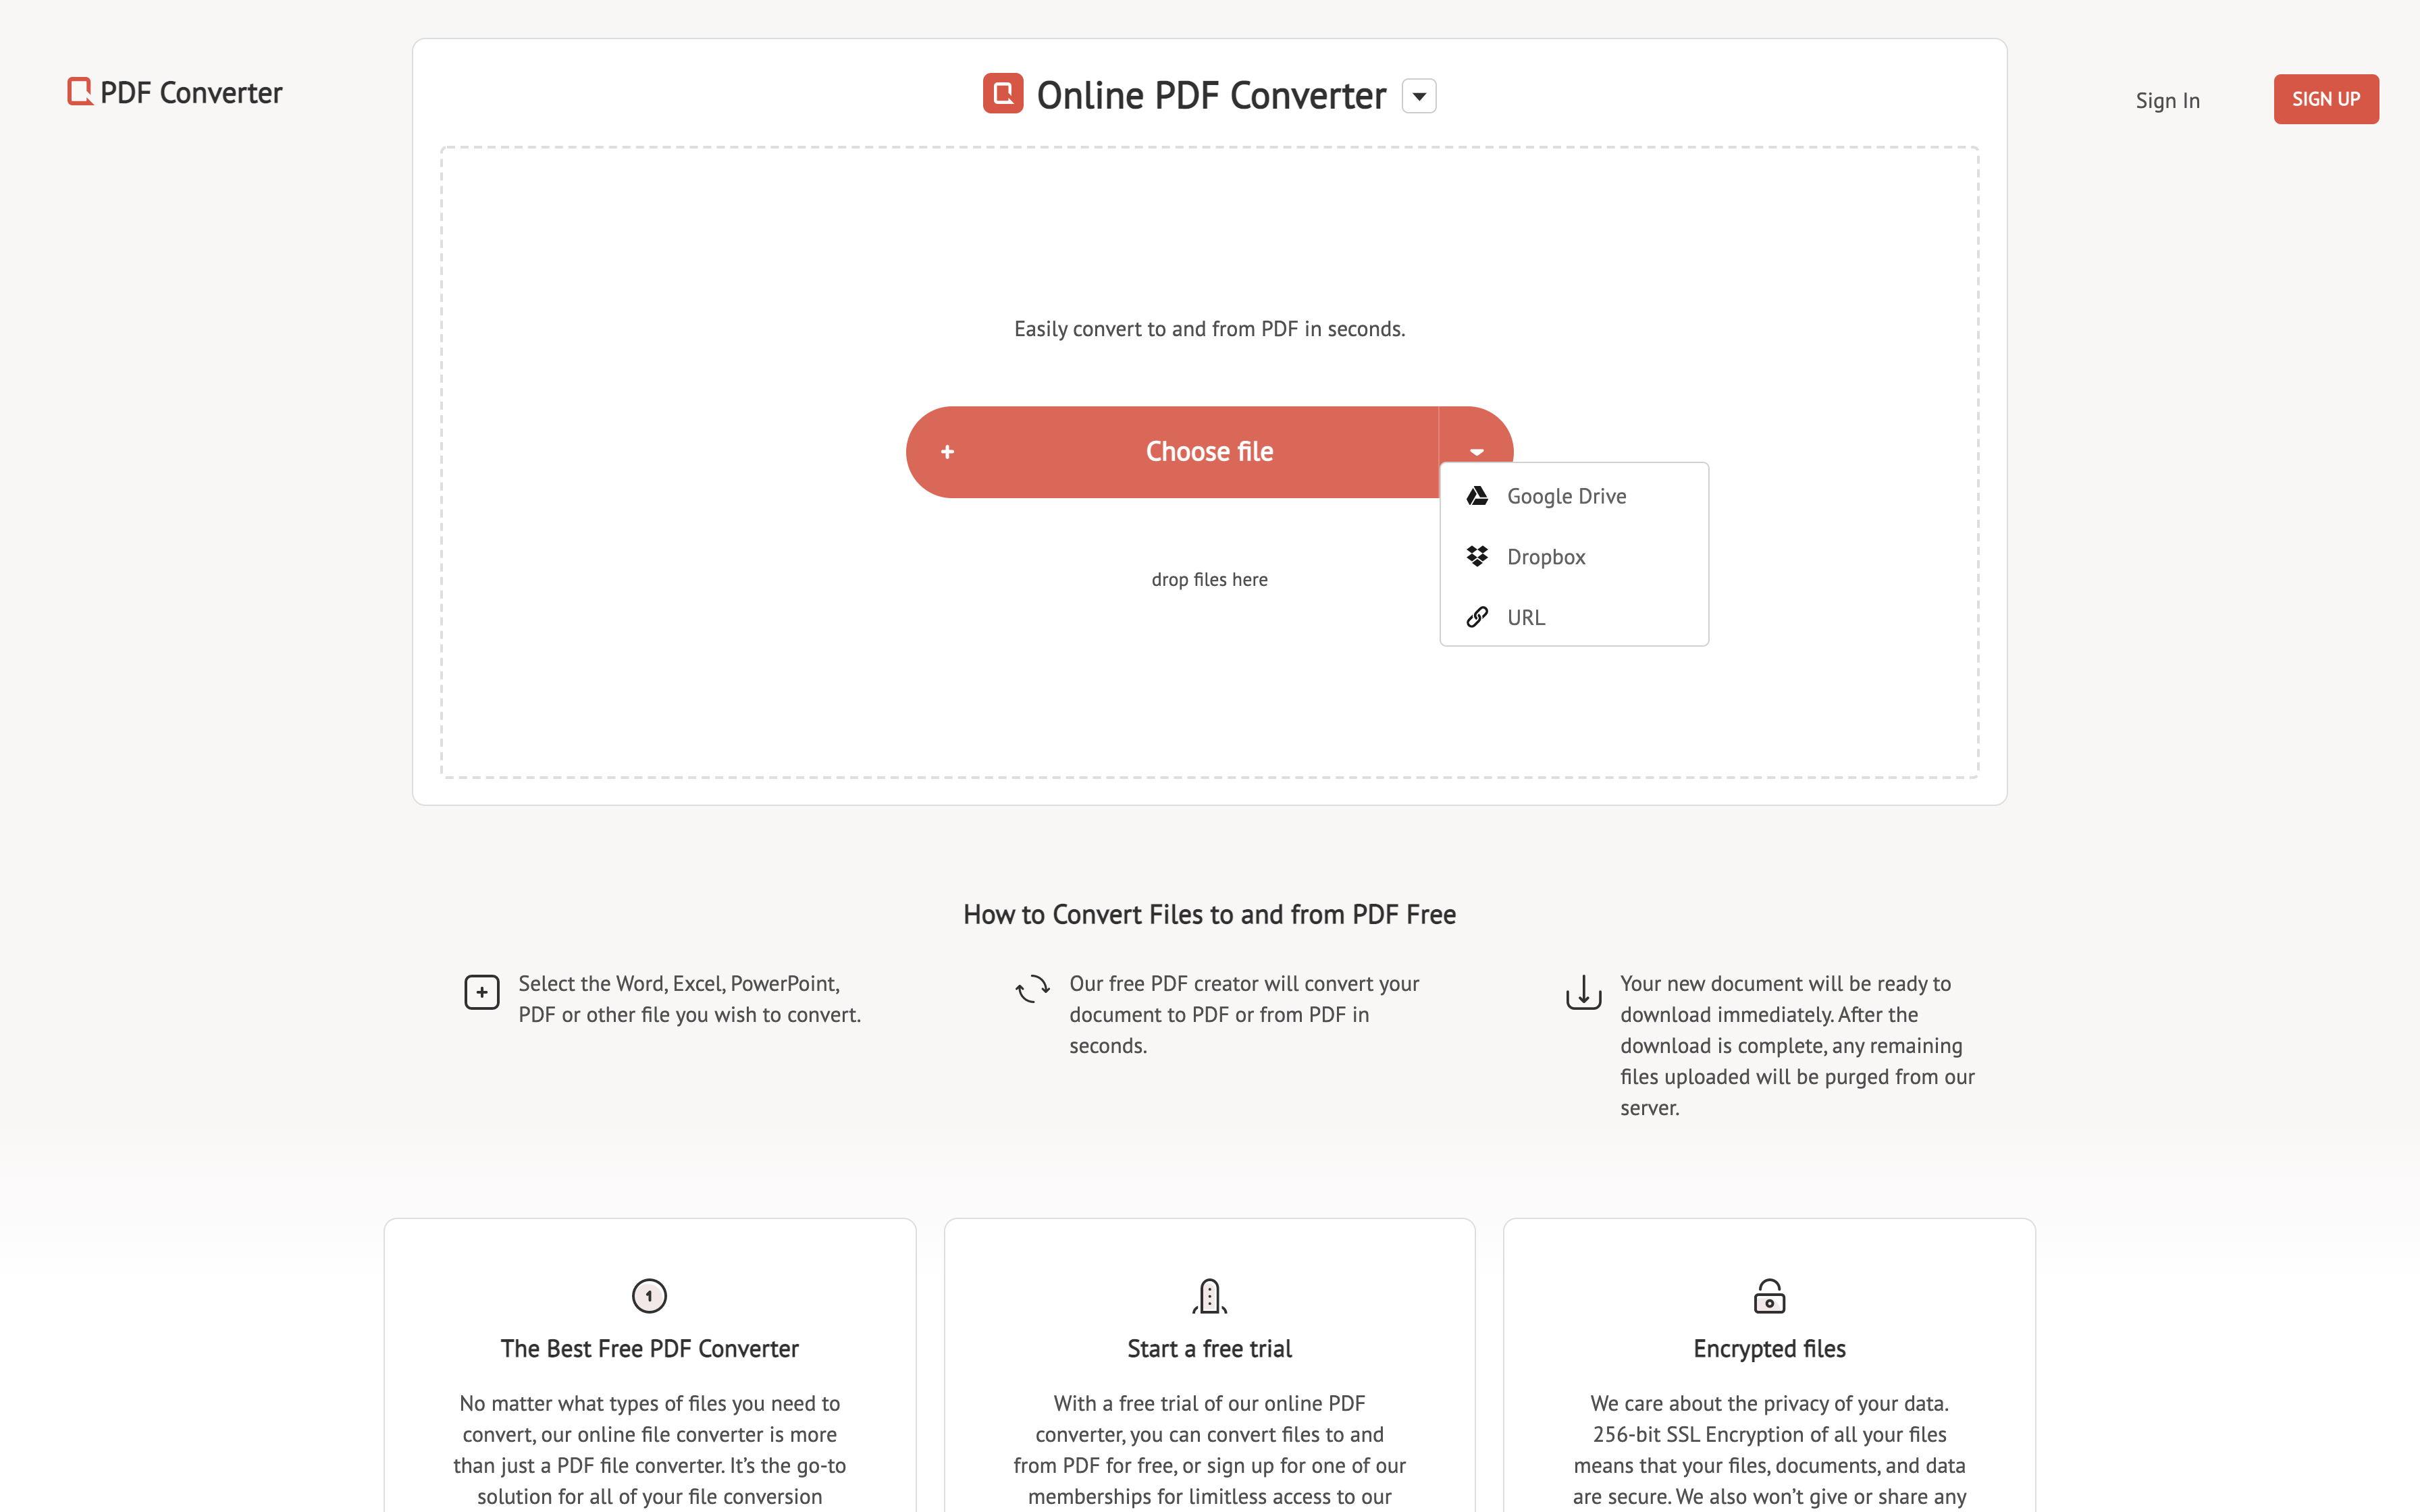 PDF Converter
Online PDF Converter
Sign In
SIGN UP
Easily convert to and from PDF in seconds.
Choose file
Google Drive
Dropbox
URL
drop files here
How to Convert Files to and from PDF Free
Select the Word, Excel, PowerPoint,
PDF or other file you wish to convert.
Our free PDF creator will convert your
document to PDF or from PDF in
seconds.
Your new document will be ready to
download immediately. After the
download is complete, any remaining
files uploaded will be purged from our
server.
1
The Best Free PDF Converter
No matter what types of files you need to
convert, our online file converter is more
than just a PDF file converter. It’s the go-to
solution for all of your file conversion
Start a free trial
With a free trial of our online PDF
converter, you can convert files to and
from PDF for free, or sign up for one of our
memberships for limitless access to our
Encrypted files
We care about the privacy of your data.
256-bit SSL Encryption of all your files
means that your files, documents, and data
are secure. We also won’t give or share any